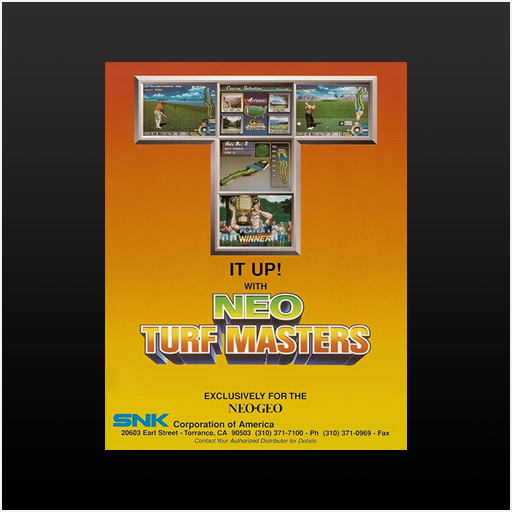 Course Selection
PLAYER 1
WINNER
IT UP!
WITH
NEO
TURF MASTERS
EXCLUSIVELY FOR THE
NEO•GEO
SNK Corporation of America
20603 Earl Street - Torrance, CA 90503 (310) 371-7100 - Ph (310) 371-0969 - Fax
Contact Your Authorized Distributor for Details